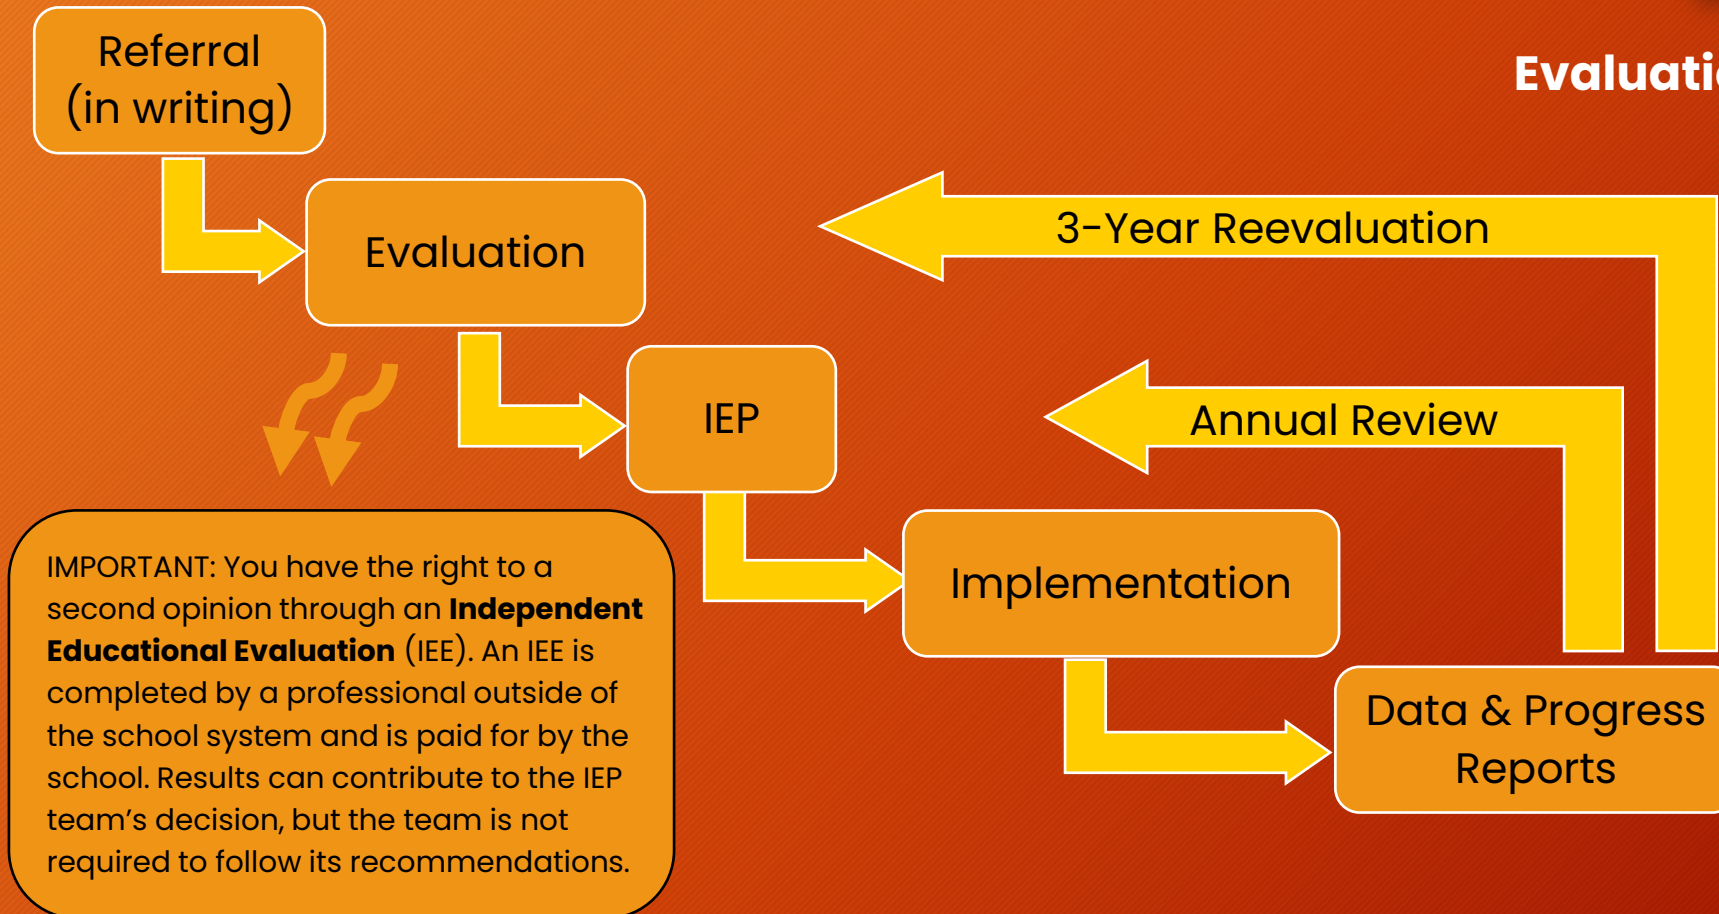 Referral
(in writing)
Evaluation
3-Year Reevaluation
IEP
Annual Review
Implementation
Data & Progress
Reports
IMPORTANT: You have the right to a
second opinion through an Independent
Educational Evaluation (IEE). An IEE is
completed by a professional outside of
the school system and is paid for by the
school. Results can contribute to the IEP
team’s decision, but the team is not
required to follow its recommendations.